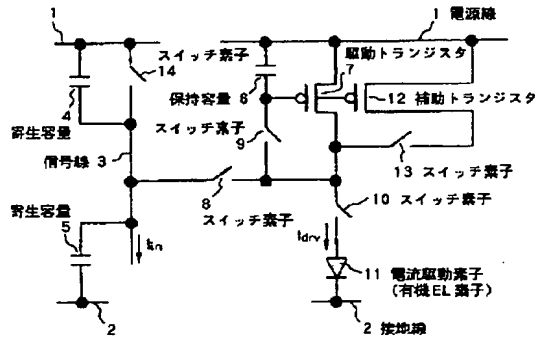 1
1 電源線
スイッチ素子
14
4
寄生容量
信号線 3
寄生容量
5
Iin
2
保持容量 6
スイッチ素子
9
8
スイッチ素子
駆動トランジスタ
7
12 補助トランジスタ
13 スイッチ素子
10 スイッチ素子
Idrv
11 電流駆動素子
(有機EL素子)
2 接地線